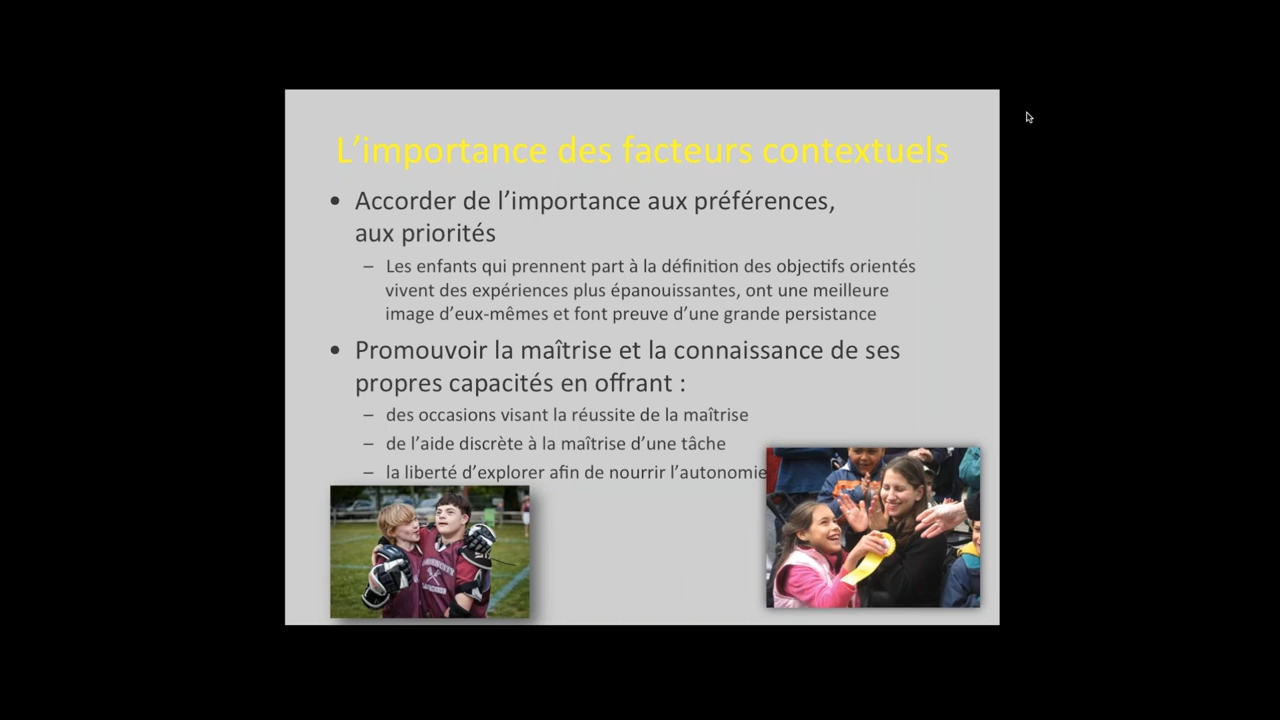 L’importance des facteurs contextuels
• Accorder de l’importance aux préférences,
aux priorités
– Les enfants qui prennent part à la définition des objectifs orientés
vivent des expériences plus épanouissantes, ont une meilleure
image d’eux-mêmes et font preuve d’une grande persistance
• Promouvoir la maîtrise et la connaissance de ses
propres capacités en offrant :
– des occasions visant la réussite de la maîtrise
– de l’aide discrète à la maîtrise d’une tâche
– la liberté d’explorer afin de nourrir l’autonomie